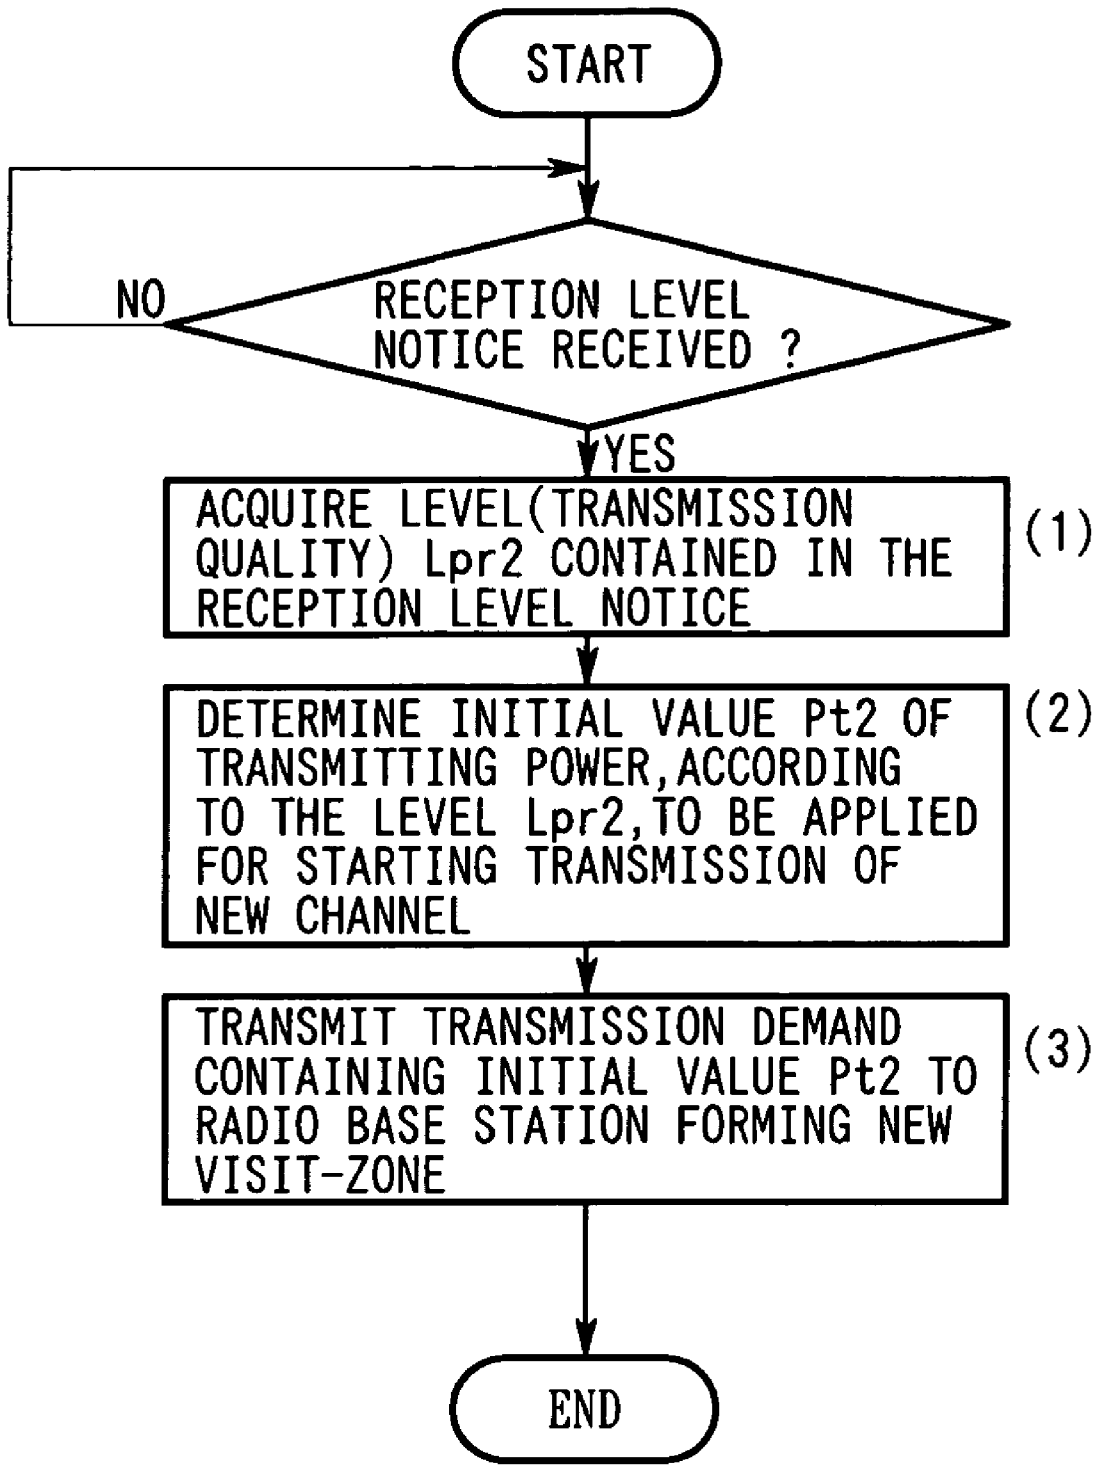 START
NO
RECEPTION LEVEL
NOTICE RECEIVED ?
YES
ACQUIRE LEVEL(TRANSMISSION
QUALITY) Lpr2 CONTAINED IN THE
RECEPTION LEVEL NOTICE
(1)
DETERMINE INITIAL VALUE Pt2 OF
TRANSMITTING POWER,ACCORDING
TO THE LEVEL Lpr2,TO BE APPLIED
FOR STARTING TRANSMISSION OF
NEW CHANNEL
(2)
TRANSMIT TRANSMISSION DEMAND
CONTAINING INITIAL VALUE Pt2 TO
RADIO BASE STATION FORMING NEW
VISIT-ZONE
(3)
END